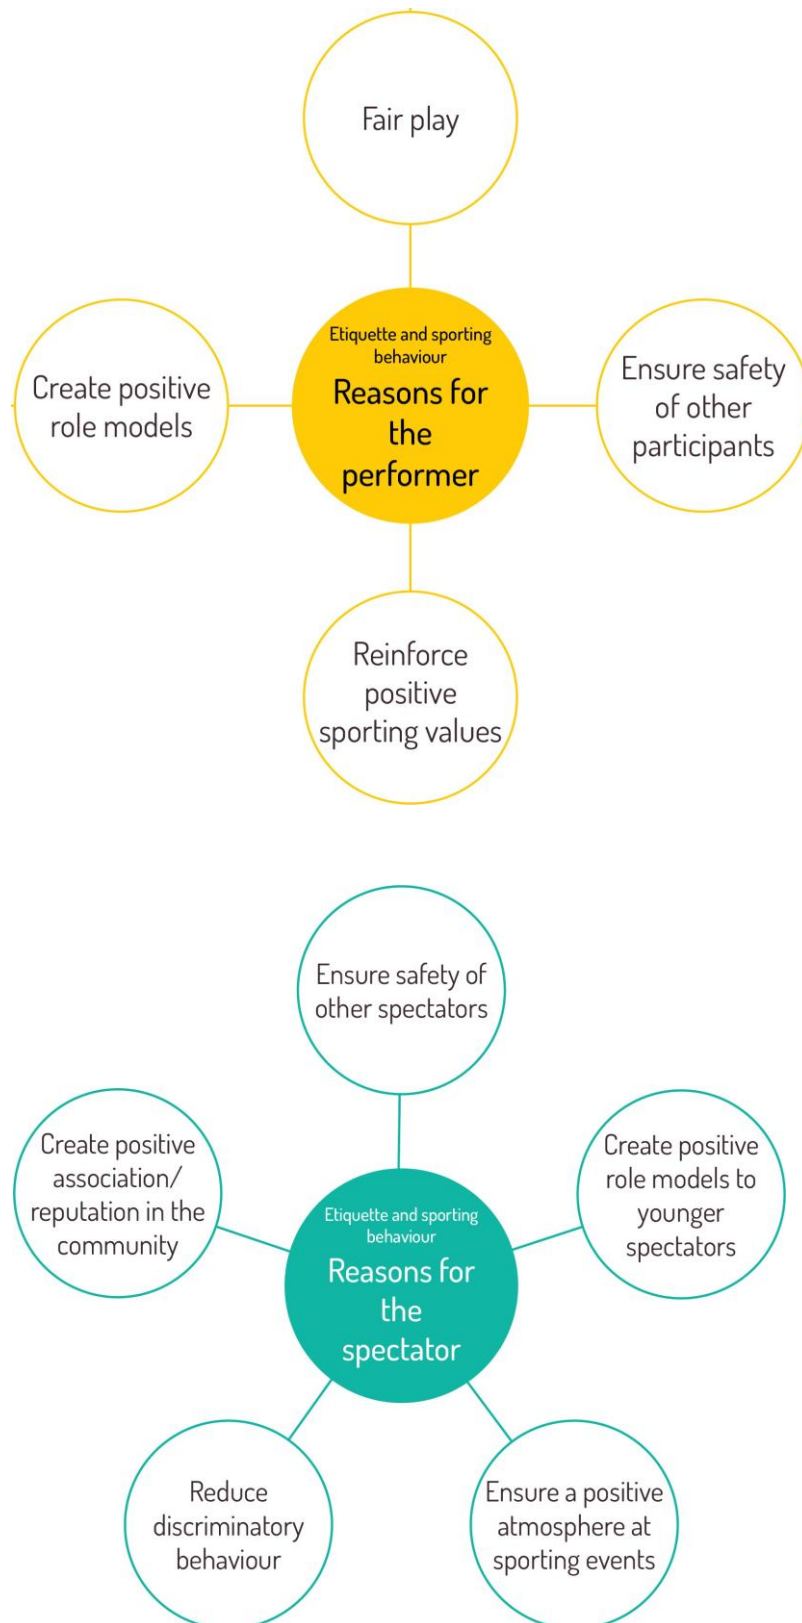 Fair play
Create positive
role models
Etiquette and sporting
behaviour
Reasons for
the
performer
Ensure safety
of other
participants
Reinforce
positive
sporting values
Ensure safety of
other spectators
Create positive
association/
reputation in the
community
Create positive
role models to
younger
spectators
Etiquette and sporting
behaviour
Reasons for
the
spectator
Reduce
discriminatory
behaviour
Ensure a positive
atmosphere at
sporting events